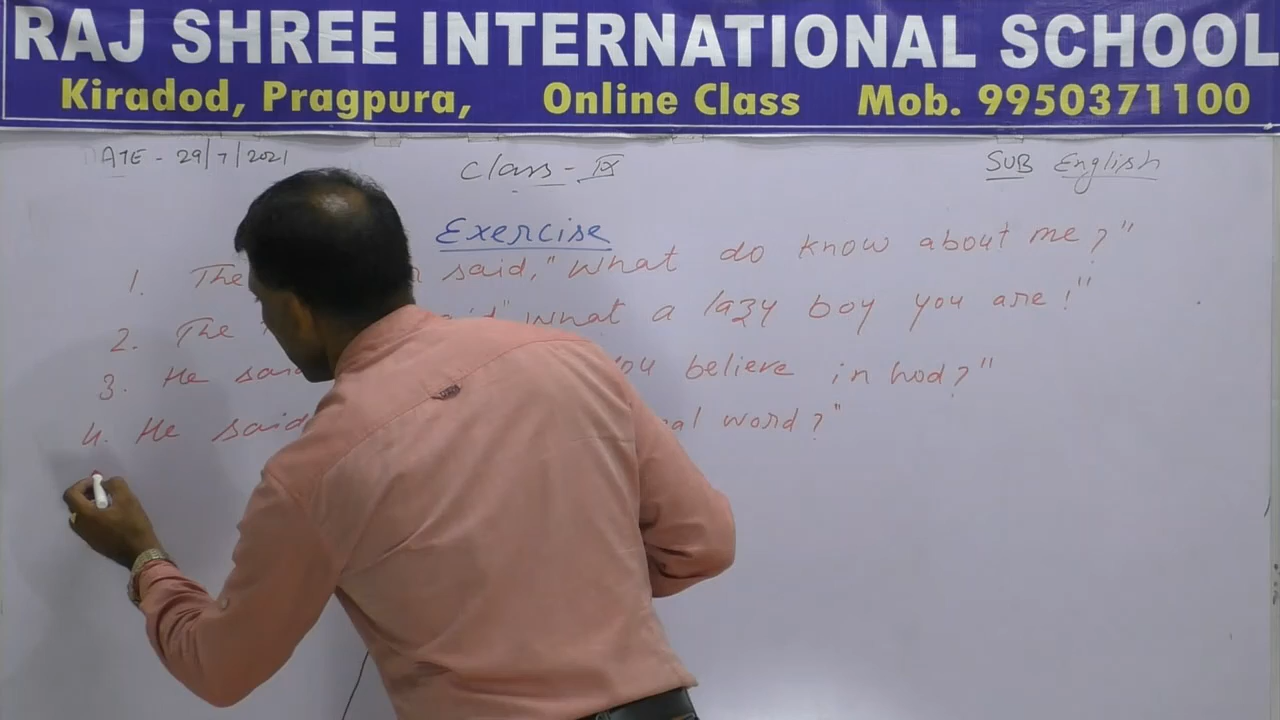 RAJ SHREE INTERNATIONAL SCHOOL
Kiradod, Pragpura, Online Class Mob. 9950371100
DATE - 29/7/2021 Class - IX SUB English
Exercise
1. The said, "What do know about me?"
2. The "What a lazy boy you are!"
3. He said you believe in God?"
4. He said word?"